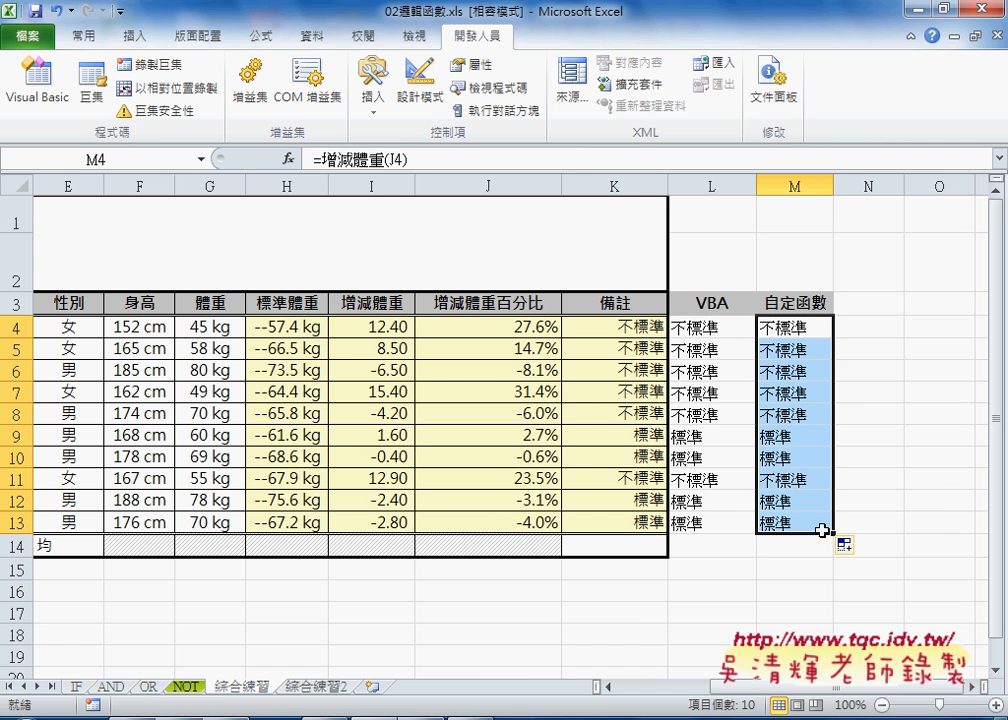 02邏輯函數.xls [相容模式] - Microsoft Excel
檔案 常用 插入 版面配置 公式 資料 校閱 檢視 開發人員
Visual Basic 巨集 錄製巨集 以相對位置錄製 巨集安全性 增益集 COM 增益集 插入 設計模式 屬性 檢視程式碼 執行對話方塊 來源... 對應內容 擴充套件 重新整理資料 匯入 匯出 文件面板
程式碼 增益集 控制項 XML 修改
M4 fx =增減體重(J4)
E F G H I J K L M N O
1
2
3 性別 身高 體重 標準體重 增減體重 增減體重百分比 備註 VBA 自定函數
4 女 152 cm 45 kg --57.4 kg 12.40 27.6% 不標準 不標準 不標準
5 女 165 cm 58 kg --66.5 kg 8.50 14.7% 不標準 不標準 不標準
6 男 185 cm 80 kg --73.5 kg -6.50 -8.1% 不標準 不標準 不標準
7 女 162 cm 49 kg --64.4 kg 15.40 31.4% 不標準 不標準 不標準
8 男 174 cm 70 kg --65.8 kg -4.20 -6.0% 不標準 不標準 不標準
9 男 168 cm 60 kg --61.6 kg 1.60 2.7% 標準 標準 標準
10 男 178 cm 69 kg --68.6 kg -0.40 -0.6% 標準 標準 標準
11 女 167 cm 55 kg --67.9 kg 12.90 23.5% 不標準 不標準 不標準
12 男 188 cm 78 kg --75.6 kg -2.40 -3.1% 標準 標準 標準
13 男 176 cm 70 kg --67.2 kg -2.80 -4.0% 標準 標準 標準
14 均
15
16
17
18
19
http://www.tqc.idv.tw/
吳清輝老師錄製
IF AND OR NOT 綜合練習 綜合練習2
就緒 項目個數: 10 100%